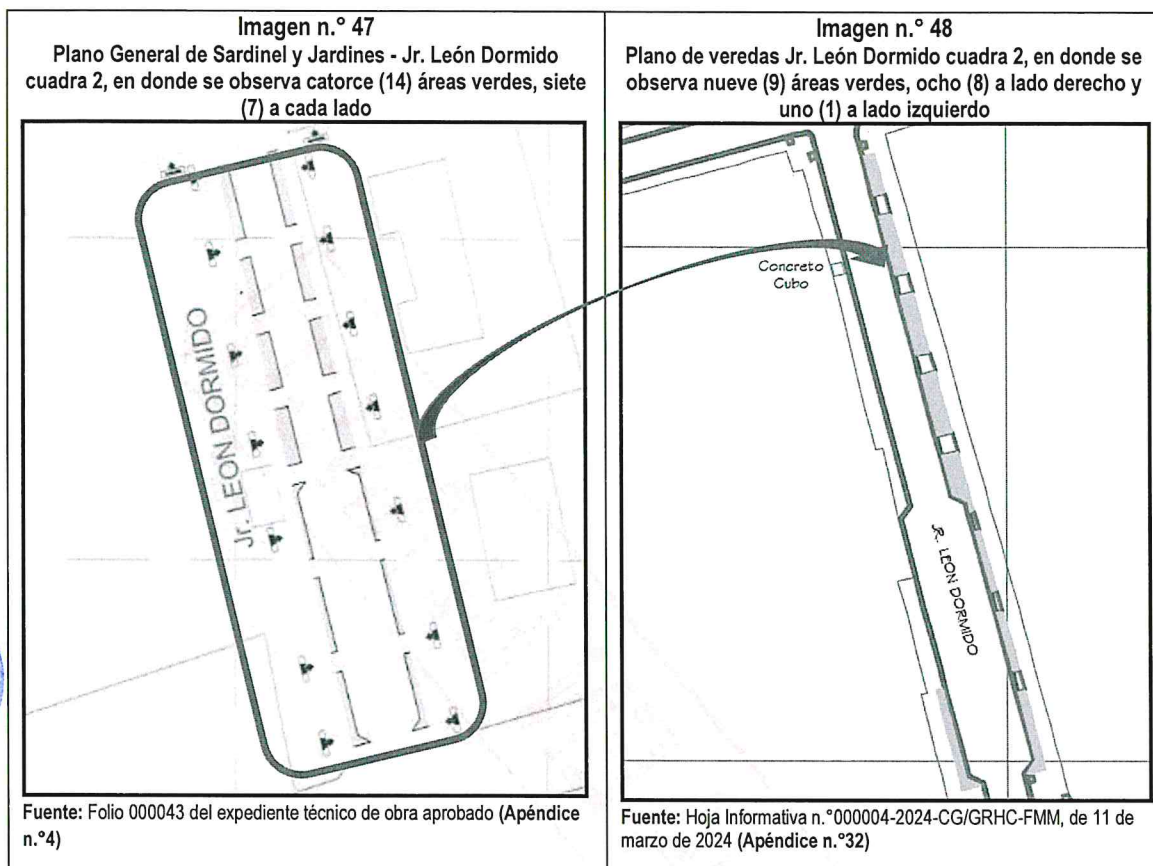 Imagen n.° 47
Plano General de Sardinel y Jardines - Jr. León Dormido
cuadra 2, en donde se observa catorce (14) áreas verdes, siete
(7) a cada lado
Jr. LEON DORMIDO
Fuente: Folio 000043 del expediente técnico de obra aprobado (Apéndice
n.°4)
Imagen n.° 48
Plano de veredas Jr. León Dormido cuadra 2, en donde se
observa nueve (9) áreas verdes, ocho (8) a lado derecho y
uno (1) a lado izquierdo
Concreto
Cubo
JR. LEON DORMIDO
Fuente: Hoja Informativa n.°000004-2024-CG/GRHC-FMM, de 11 de
marzo de 2024 (Apéndice n.°32)